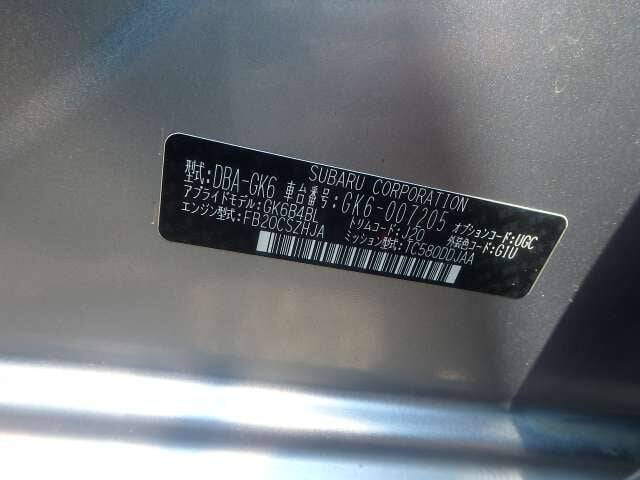 SUBARU CORPORATION
型式:DBA-GK6 車台番号:GK6-007205 オプションコード:UGC
アプライドモデル:GK6B4BL トリムコード:J20 外装色コード:G1U
エンジン型式:FB20CSZHJA ミッション型式:TC580DDJAA